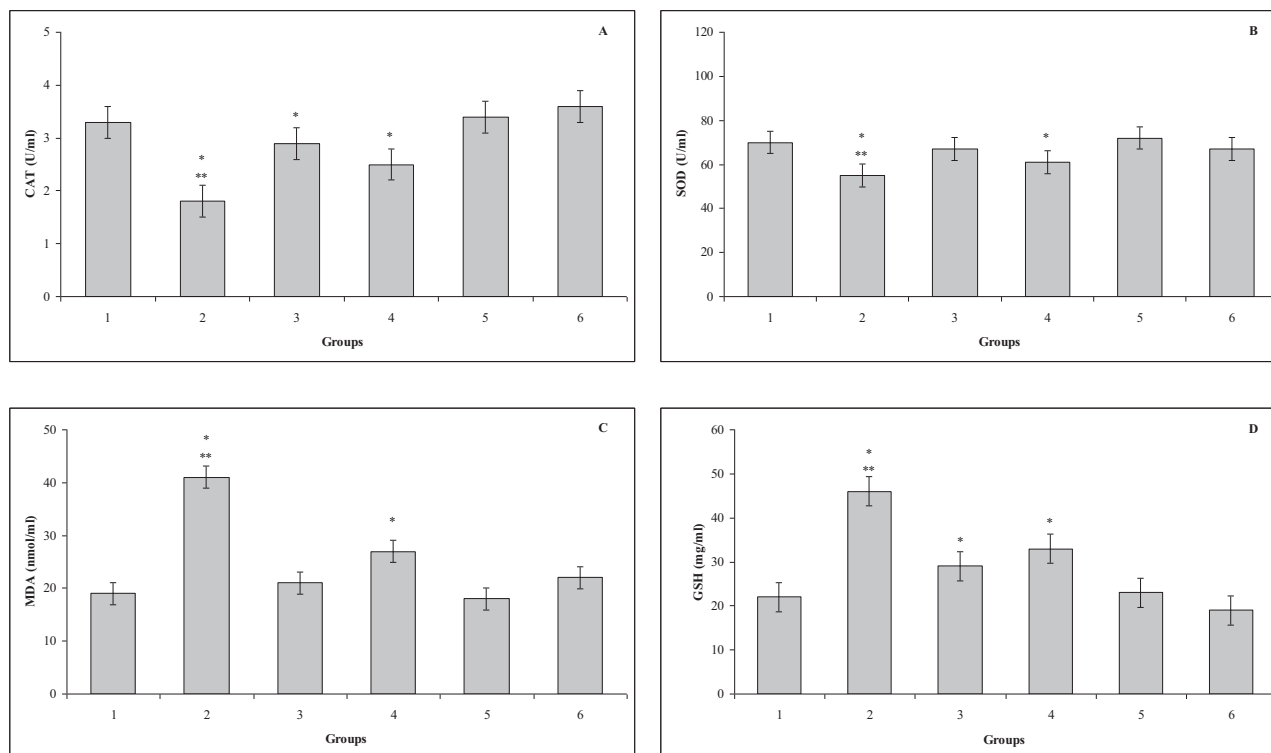 A
CAT (U/ml)
5
4
3
2
1
0
*
**
*
*
1 2 3 4 5 6
Groups
B
SOD (U/ml)
120
100
80
60
40
20
0
*
**
*
1 2 3 4 5 6
Groups
C
MDA (nmol/ml)
50
40
30
20
10
0
*
**
*
1 2 3 4 5 6
Groups
D
GSH (mg/ml)
60
50
40
30
20
10
0
*
**
*
*
1 2 3 4 5 6
Groups